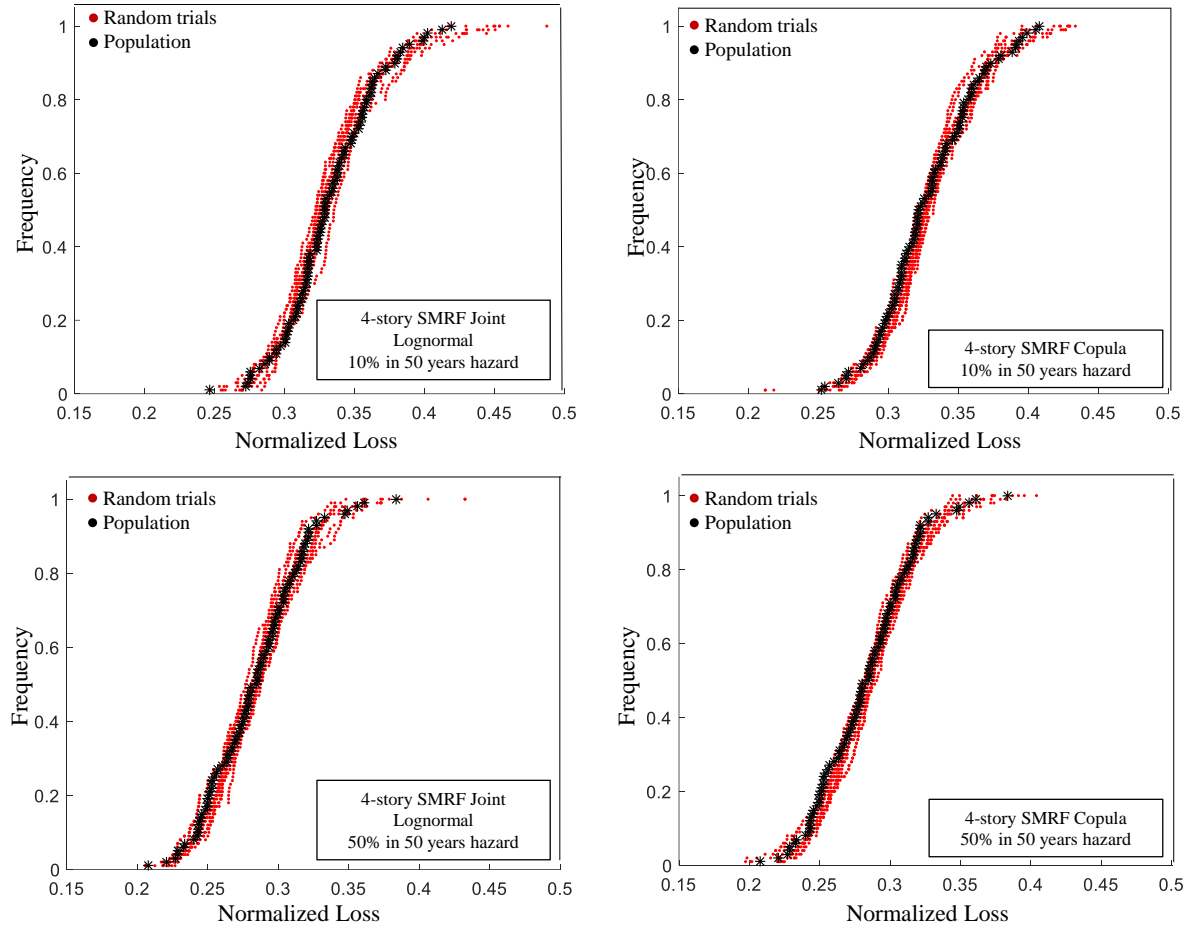 Random trials
Population
1
0.8
0.6
0.4
0.2
0
Frequency
4-story SMRF Joint
Lognormal
10% in 50 years hazard
0.15 0.2 0.25 0.3 0.35 0.4 0.45 0.5
Normalized Loss
Random trials
Population
1
0.8
0.6
0.4
0.2
0
Frequency
4-story SMRF Copula
10% in 50 years hazard
0.15 0.2 0.25 0.3 0.35 0.4 0.45 0.5
Normalized Loss
Random trials
Population
1
0.8
0.6
0.4
0.2
0
Frequency
4-story SMRF Joint
Lognormal
50% in 50 years hazard
0.15 0.2 0.25 0.3 0.35 0.4 0.45 0.5
Normalized Loss
Random trials
Population
1
0.8
0.6
0.4
0.2
0
Frequency
4-story SMRF Copula
50% in 50 years hazard
0.15 0.2 0.25 0.3 0.35 0.4 0.45 0.5
Normalized Loss